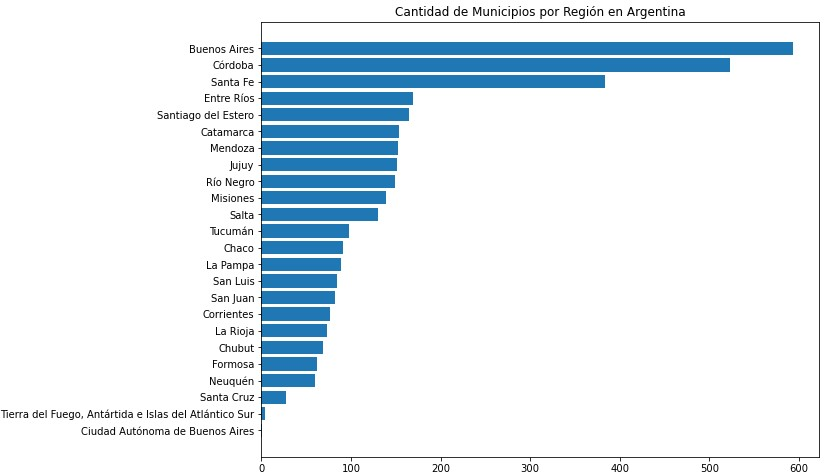 Cantidad de Municipios por Región en Argentina
Buenos Aires
Córdoba
Santa Fe
Entre Ríos
Santiago del Estero
Catamarca
Mendoza
Jujuy
Río Negro
Misiones
Salta
Tucumán
Chaco
La Pampa
San Luis
San Juan
Corrientes
La Rioja
Chubut
Formosa
Neuquén
Santa Cruz
Tierra del Fuego, Antártida e Islas del Atlántico Sur
Ciudad Autónoma de Buenos Aires
0 100 200 300 400 500 600